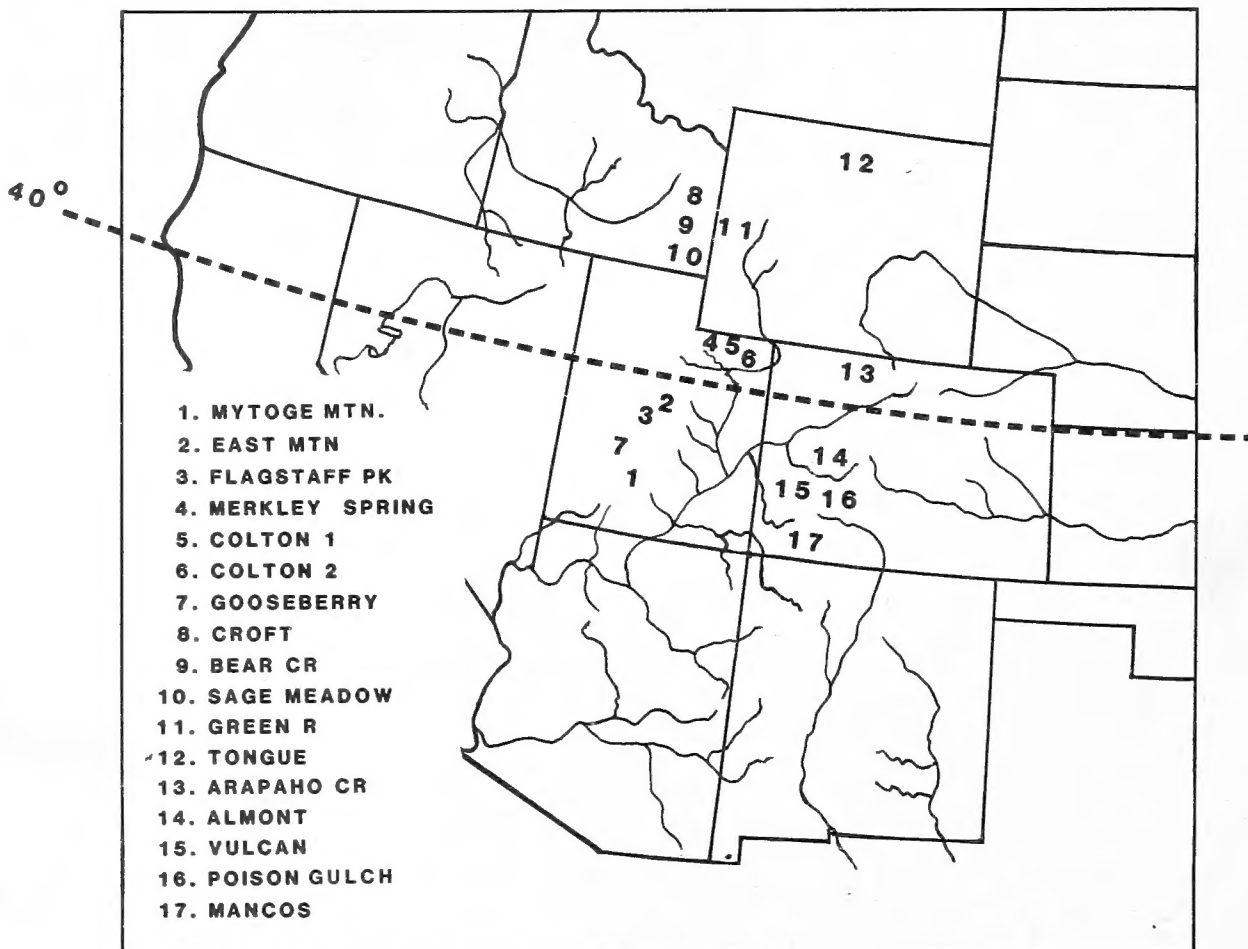 12
40°
8
9 11
10
4 5 6
13
3 2
7
14
1
15 16
17
1. MYTOGE MTN.
2. EAST MTN
3. FLAGSTAFF PK
4. MERKLEY SPRING
5. COLTON 1
6. COLTON 2
7. GOOSEBERRY
8. CROFT
9. BEAR CR
10. SAGE MEADOW
11. GREEN R
12. TONGUE
13. ARAPAHO CR
14. ALMONT
15. VULCAN
16. POISON GULCH
17. MANCOS